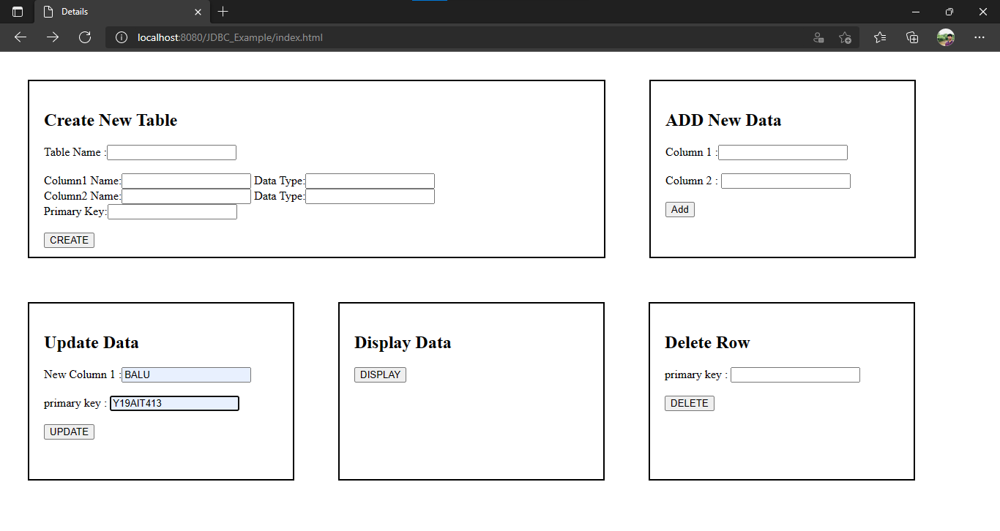 Details
localhost:8080/JDBC_Example/index.html
Create New Table
Table Name :
Column1 Name: Data Type:
Column2 Name: Data Type:
Primary Key:
CREATE
ADD New Data
Column 1 :
Column 2 :
Add
Update Data
New Column 1 : BALU
primary key : Y19AIT413
UPDATE
Display Data
DISPLAY
Delete Row
primary key :
DELETE